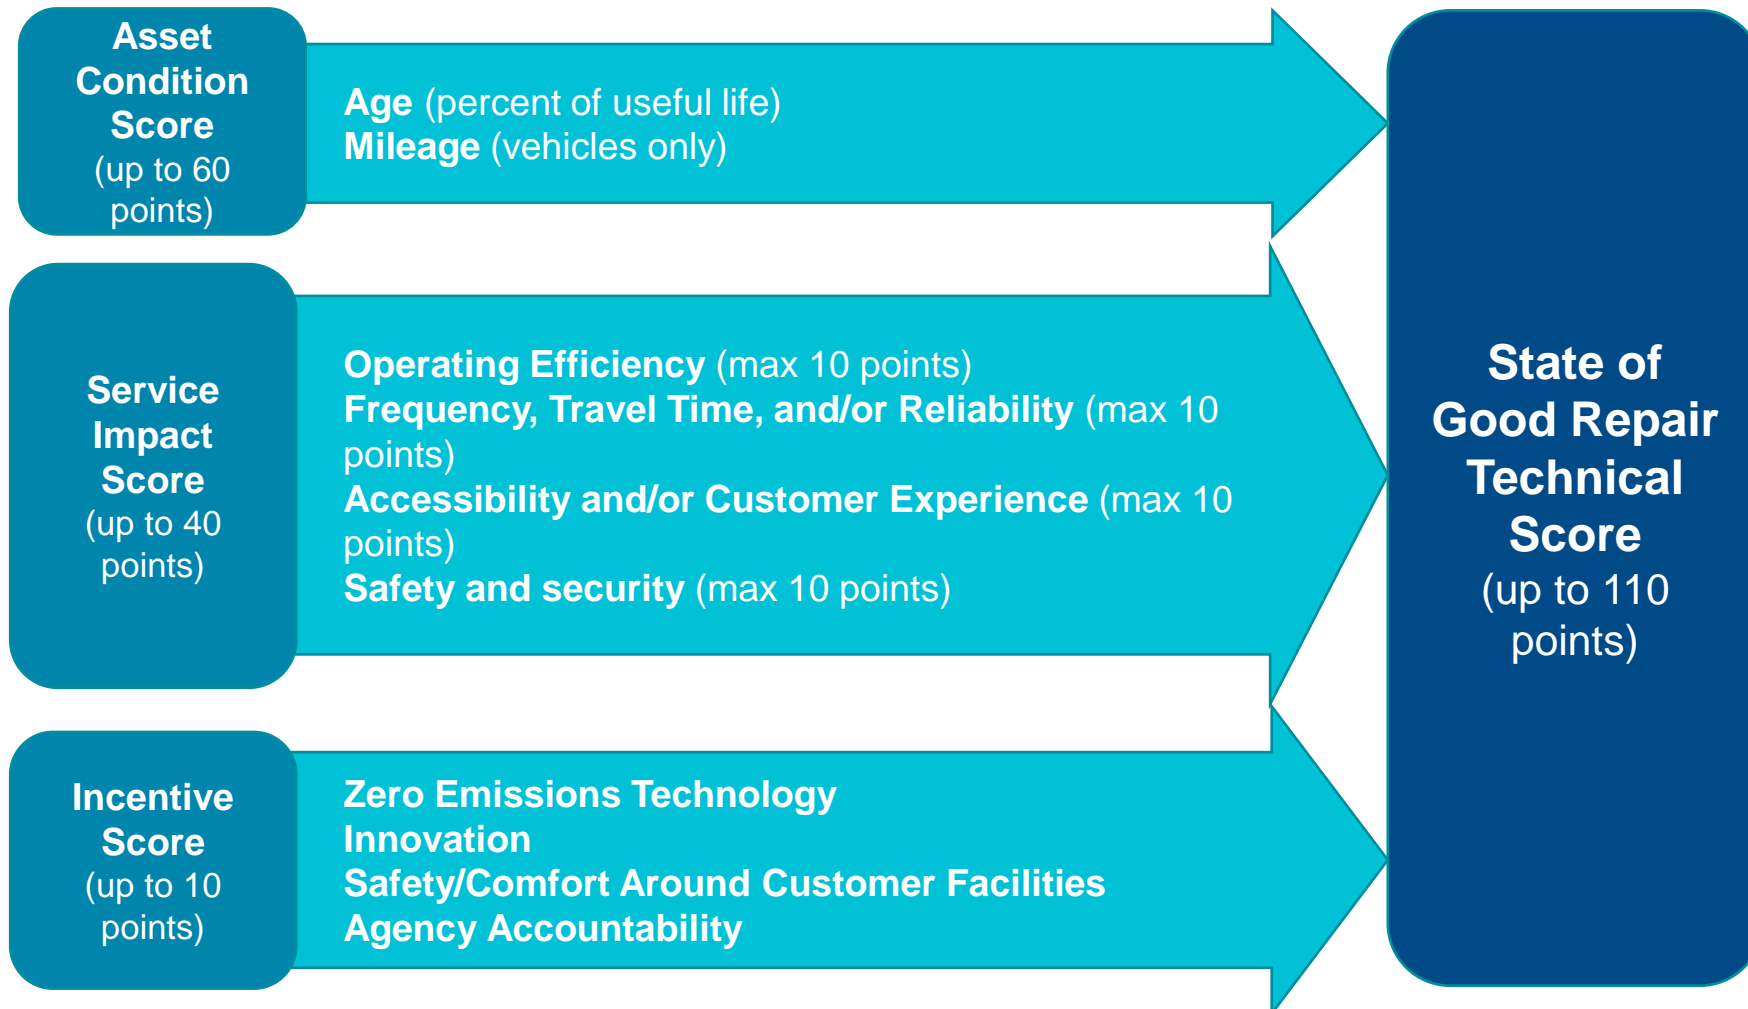 Asset
Condition
Score
(up to 60
points)
Age (percent of useful life)
Mileage (vehicles only)
Service
Impact
Score
(up to 40
points)
Operating Efficiency (max 10 points)
Frequency, Travel Time, and/or Reliability (max 10
points)
Accessibility and/or Customer Experience (max 10
points)
Safety and security (max 10 points)
Incentive
Score
(up to 10
points)
Zero Emissions Technology
Innovation
Safety/Comfort Around Customer Facilities
Agency Accountability
State of
Good Repair
Technical
Score
(up to 110
points)